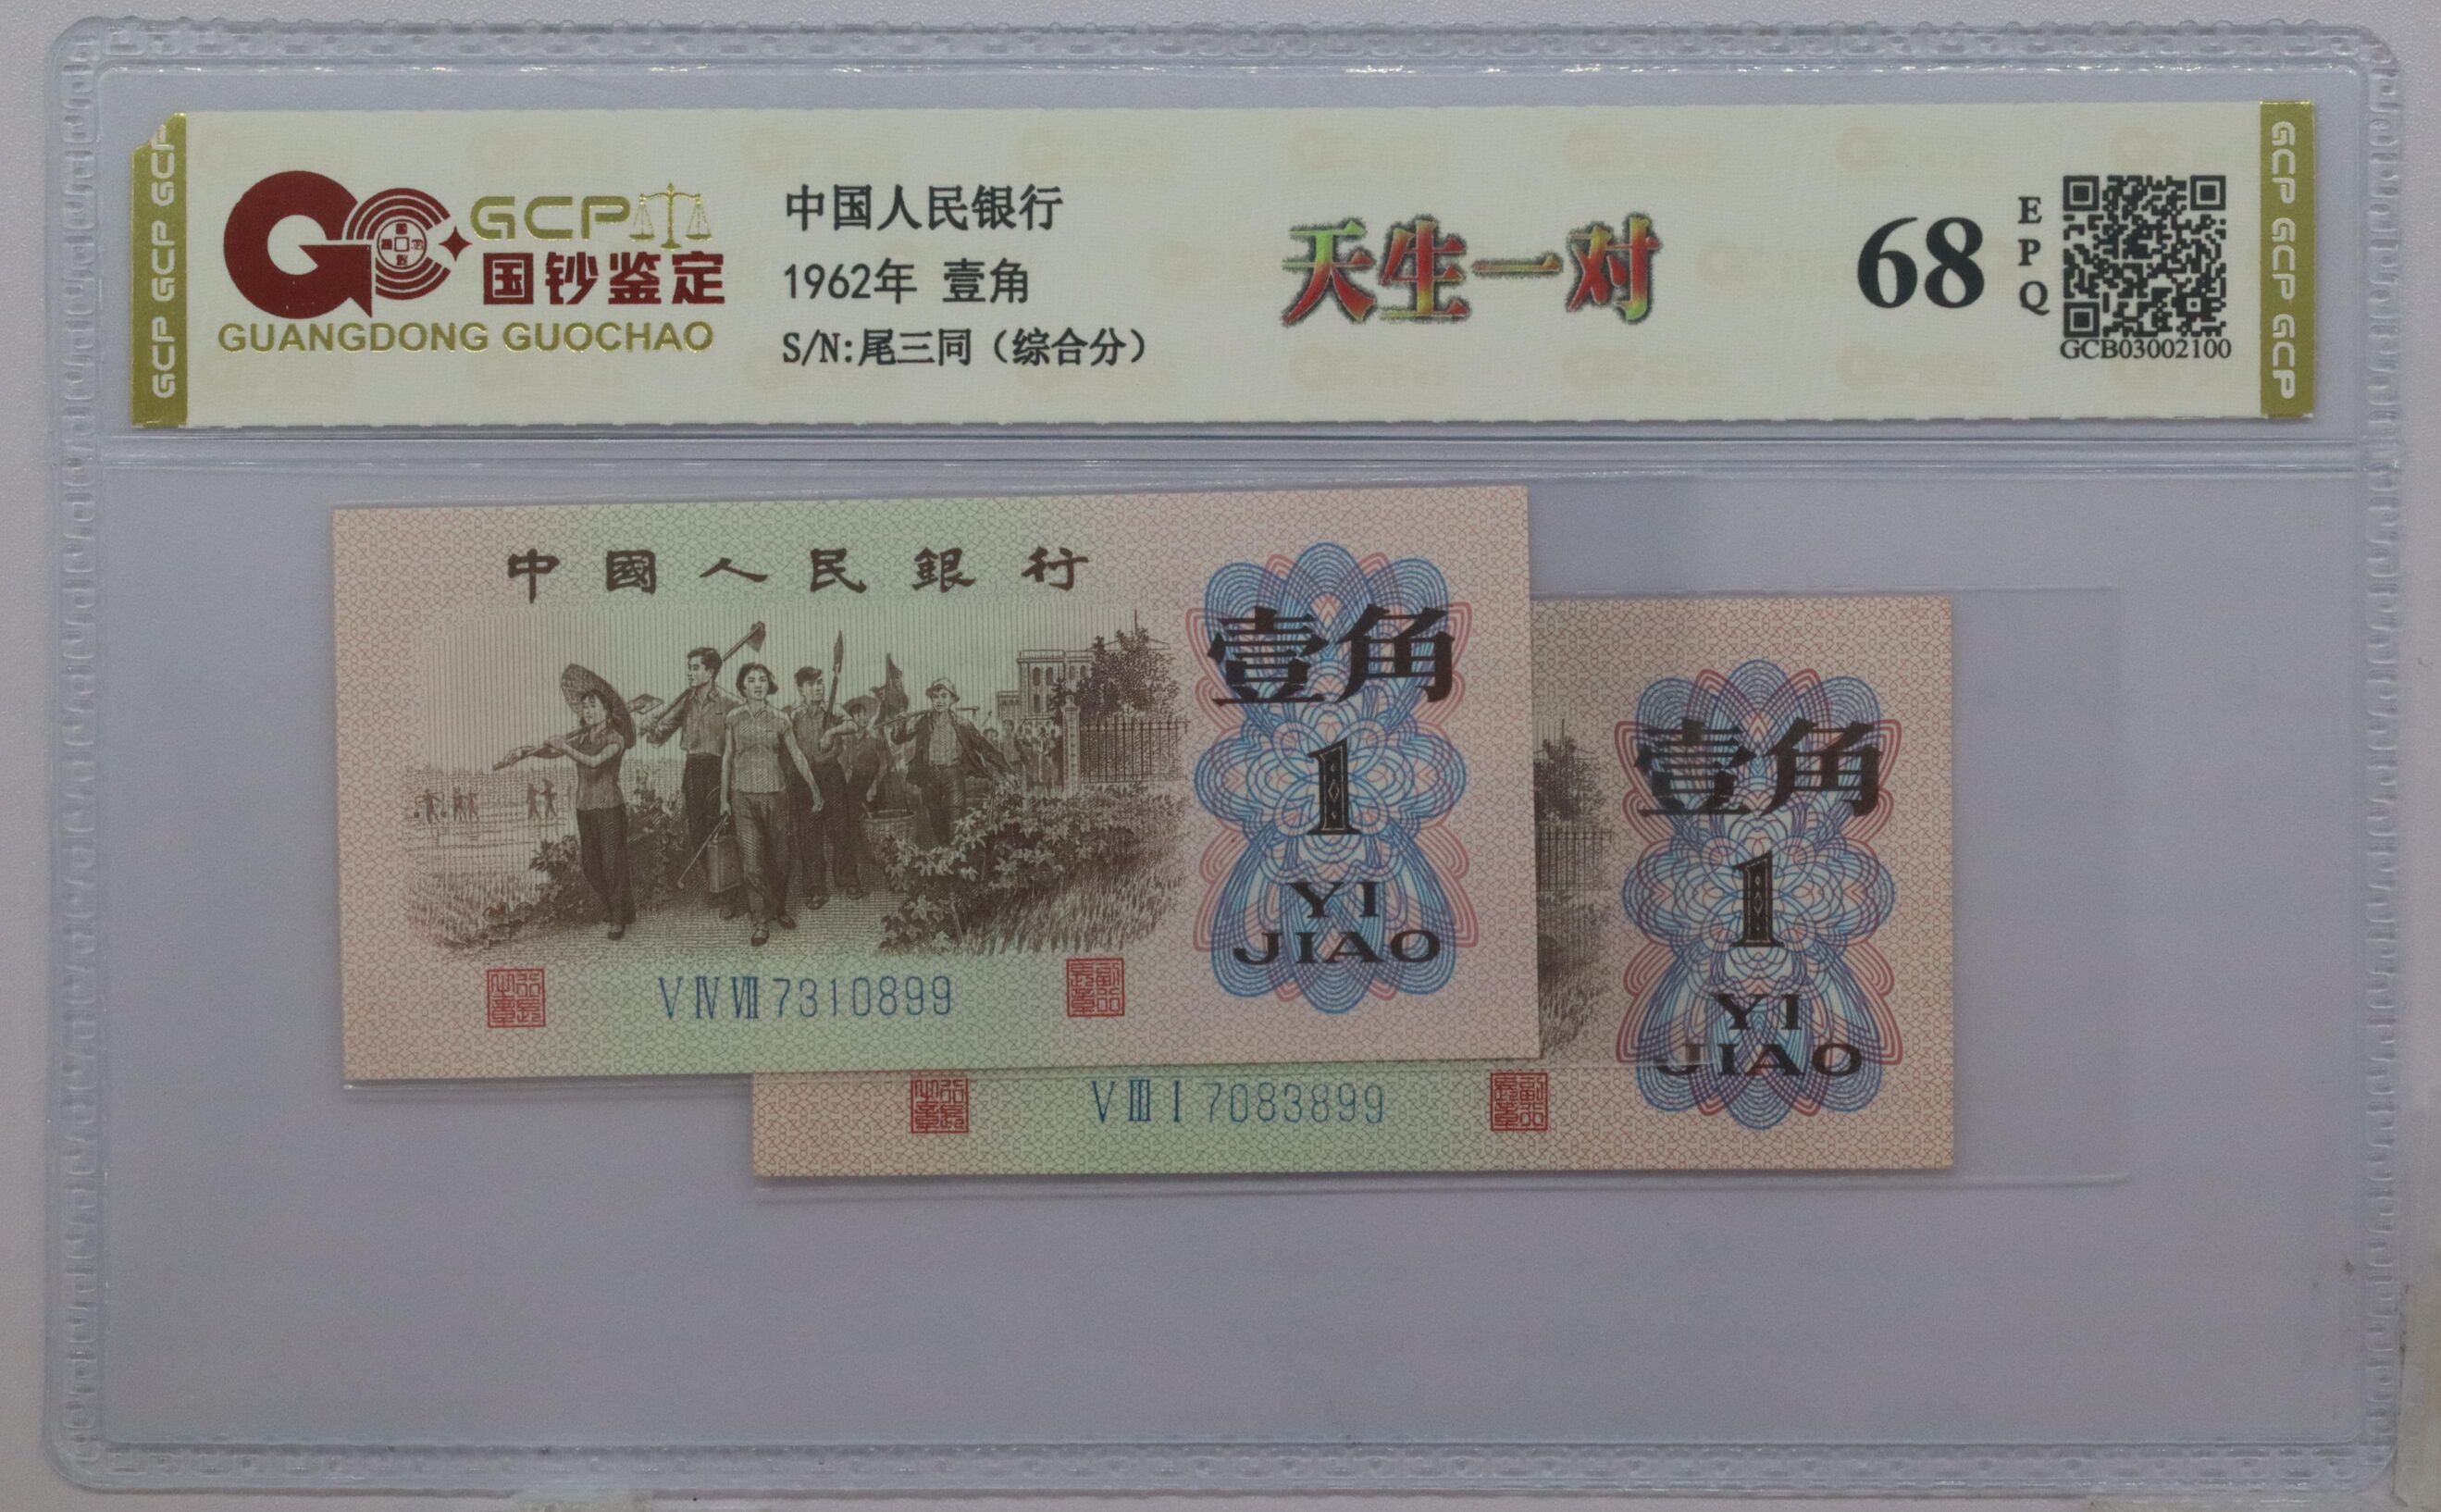 GCP GCP GCP
GCP
国钞鉴定
GUANGDONG GUOCHAO
中国人民银行
1962年 壹角
S/N:尾三同（综合分）
天生一对
68
EPQ
GCB03002100
GCP GCP GCP
中國人民銀行
壹角
1
YI
JIAO
ⅤⅣⅦ7310899
壹角
1
YI
JIAO
ⅤⅢⅠ7083899